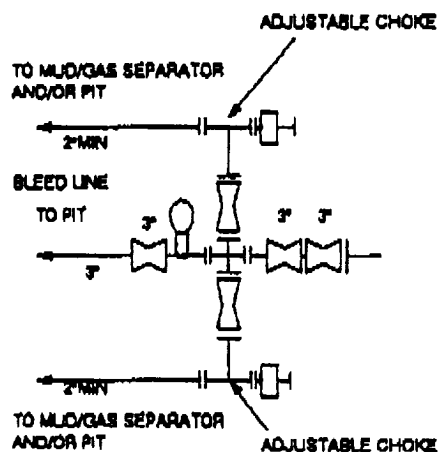 ADJUSTABLE CHOKE
TO MUD/GAS SEPARATOR
AND/OR PIT
2"MIN
BLEED LINE
TO PIT
3"
3"
3"
3"
2"MIN
TO MUD/GAS SEPARATOR
AND/OR PIT
ADJUSTABLE CHOKE